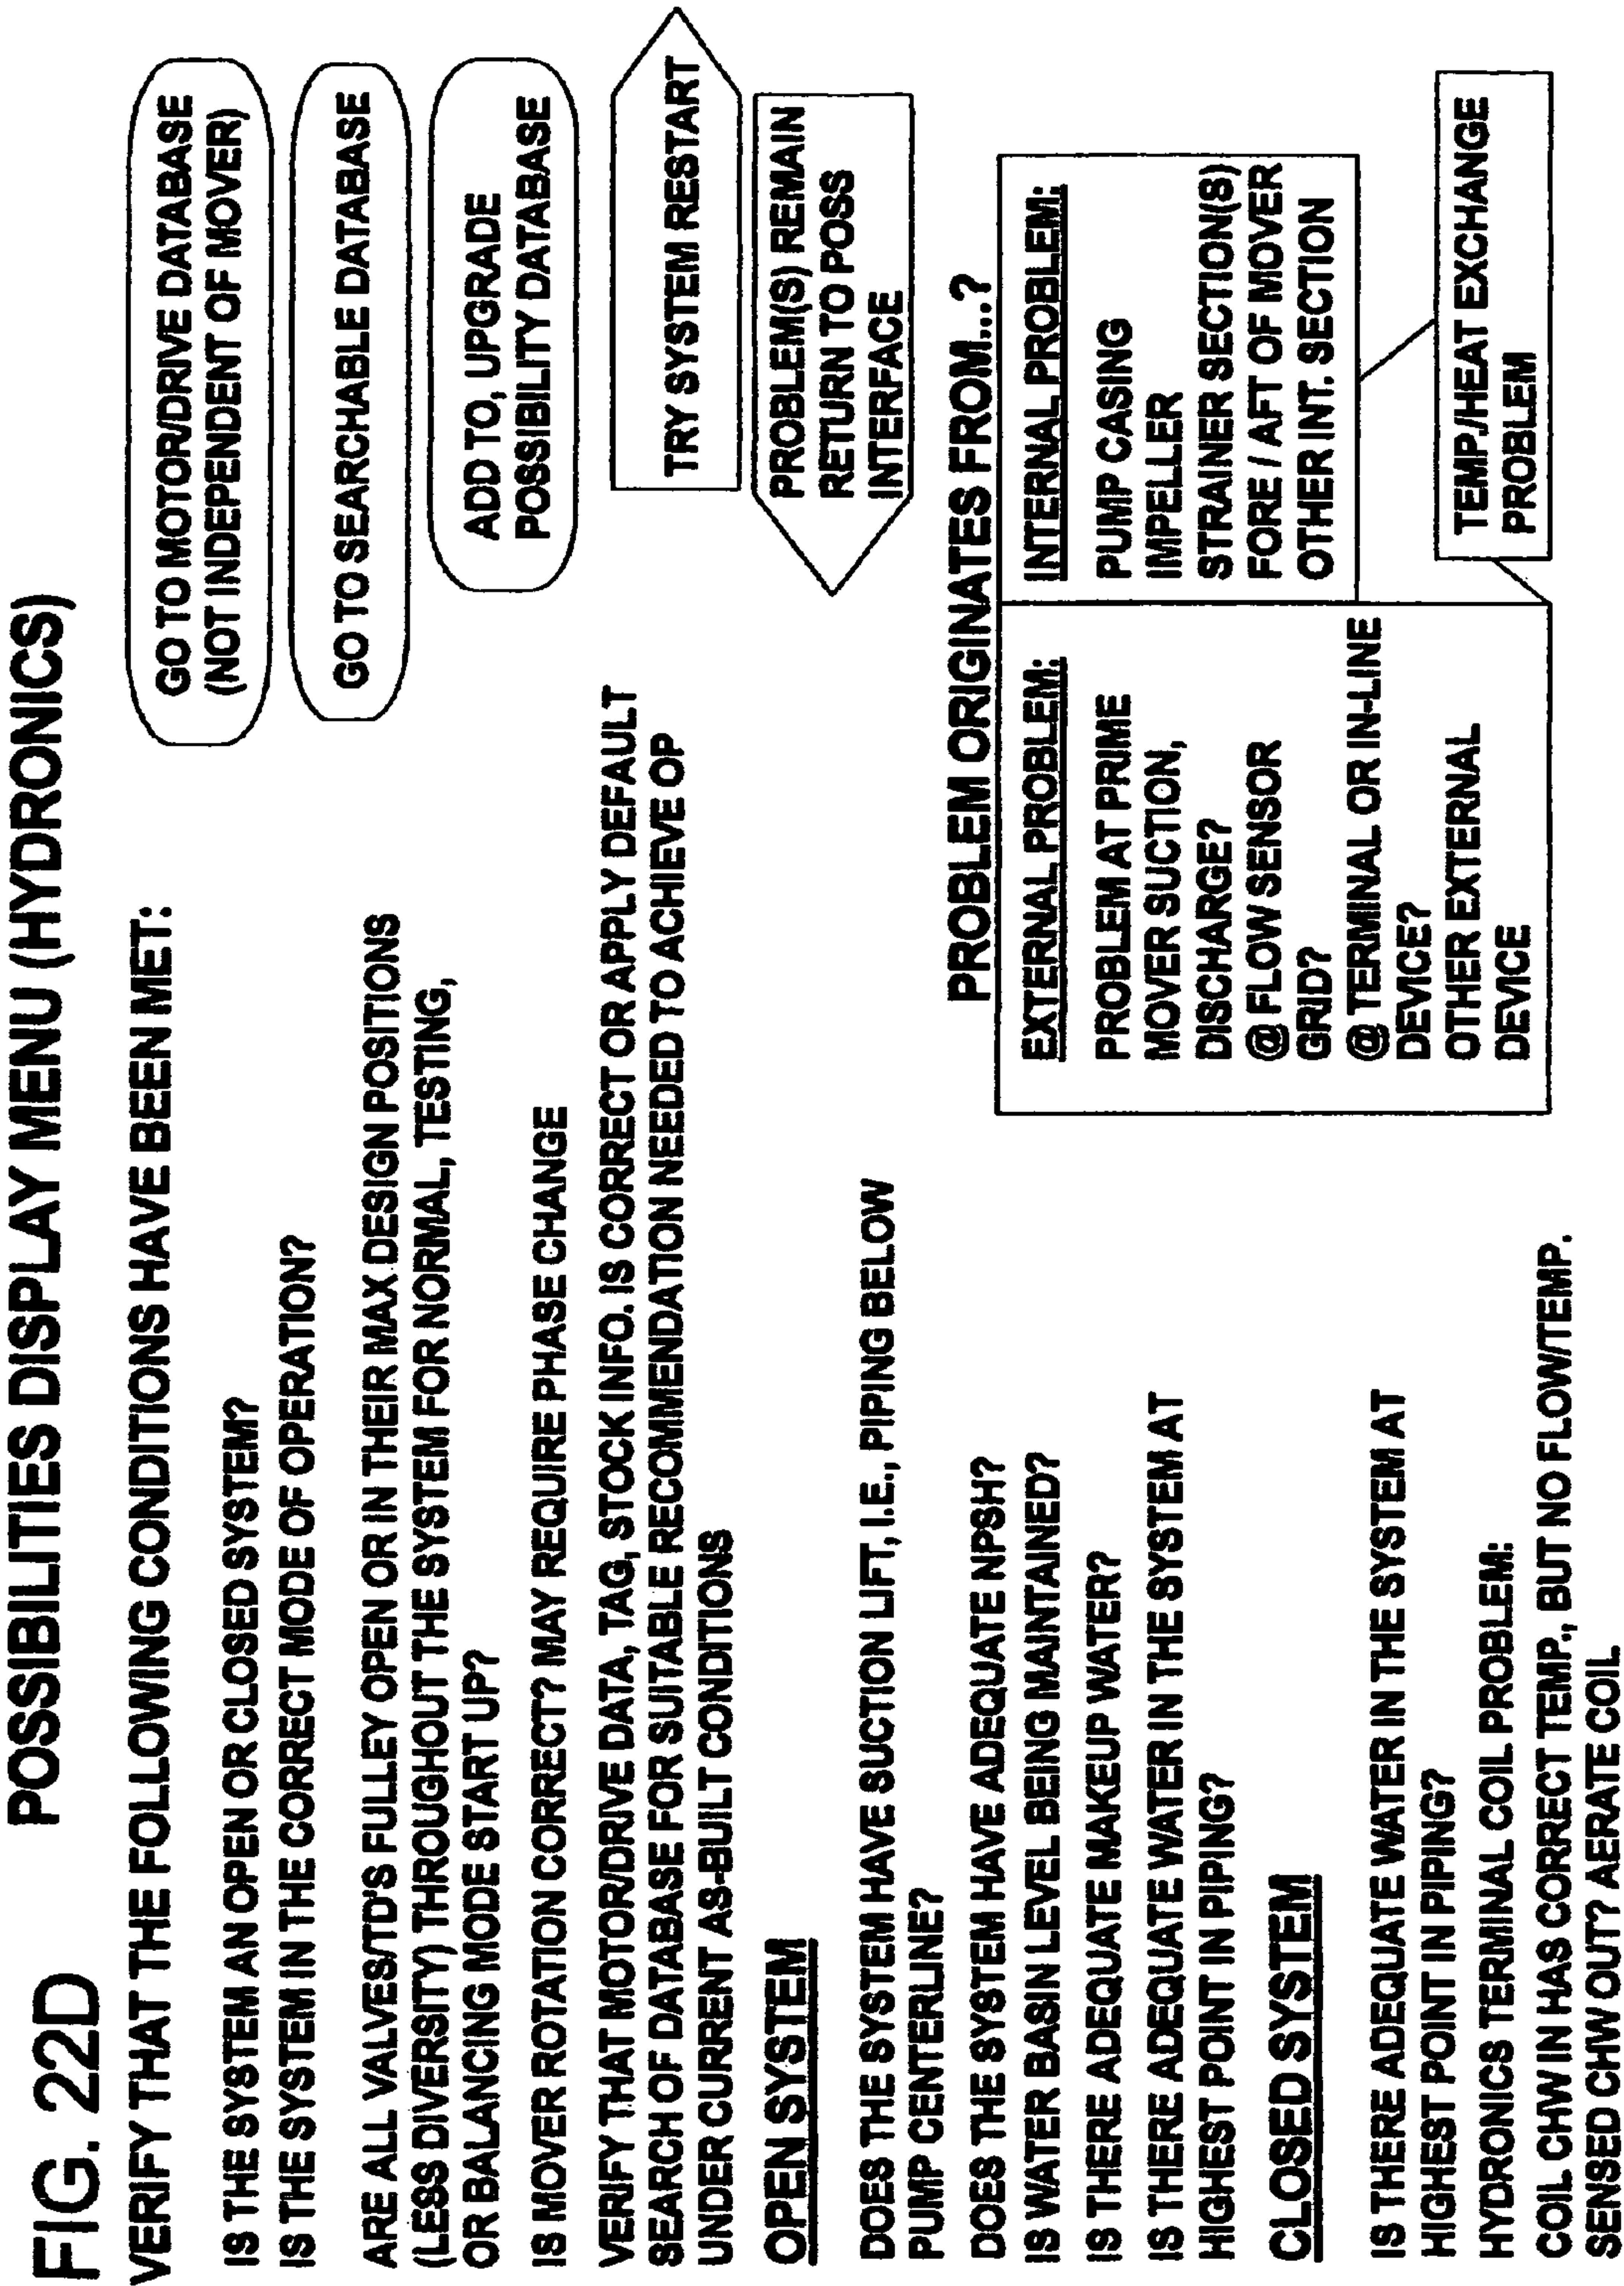 FIG. 22D
POSSIBILITIES DISPLAY MENU (HYDRONICS)
VERIFY THAT THE FOLLOWING CONDITIONS HAVE BEEN MET:
IS THE SYSTEM AN OPEN OR CLOSED SYSTEM?
IS THE SYSTEM IN THE CORRECT MODE OF OPERATION?
ARE ALL VALVES/TD'S FULLEY OPEN OR IN THEIR MAX DESIGN POSITIONS
(LESS DIVERSITY) THROUGHOUT THE SYSTEM FOR NORMAL, TESTING,
OR BALANCING MODE START UP?
IS MOVER ROTATION CORRECT? MAY REQUIRE PHASE CHANGE
VERIFY THAT MOTOR/DRIVE DATA, TAG, STOCK INFO. IS CORRECT OR APPLY DEFAULT
SEARCH OF DATABASE FOR SUITABLE RECOMMENDATION NEEDED TO ACHIEVE OP
UNDER CURRENT AS-BUILT CONDITIONS
OPEN SYSTEM
DOES THE SYSTEM HAVE SUCTION LIFT, I.E., PIPING BELOW
PUMP CENTERLINE?
DOES THE SYSTEM HAVE ADEQUATE NPSH?
IS WATER BASIN LEVEL BEING MAINTAINED?
IS THERE ADEQUATE MAKEUP WATER?
IS THERE ADEQUATE WATER IN THE SYSTEM AT
HIGHEST POINT IN PIPING?
CLOSED SYSTEM
IS THERE ADEQUATE WATER IN THE SYSTEM AT
HIGHEST POINT IN PIPING?
HYDRONICS TERMINAL COIL PROBLEM:
COIL CHW IN HAS CORRECT TEMP., BUT NO FLOW/TEMP.
SENSED CHW OUT? AERATE COIL
GO TO MOTOR/DRIVE DATABASE
(NOT INDEPENDENT OF MOVER)
GO TO SEARCHABLE DATABASE
ADD TO, UPGRADE
POSSIBILITY DATABASE
TRY SYSTEM RESTART
PROBLEM(S) REMAIN
RETURN TO POSS
INTERFACE
PROBLEM ORIGINATES FROM...?
EXTERNAL PROBLEM:
PROBLEM AT PRIME
MOVER SUCTION,
DISCHARGE?
@ FLOW SENSOR
GRID?
@ TERMINAL OR IN-LINE
DEVICE?
OTHER EXTERNAL
DEVICE
INTERNAL PROBLEM:
PUMP CASING
IMPELLER
STRAINER SECTION(S)
FORE / AFT OF MOVER
OTHER INT. SECTION
TEMP./HEAT EXCHANGE
PROBLEM